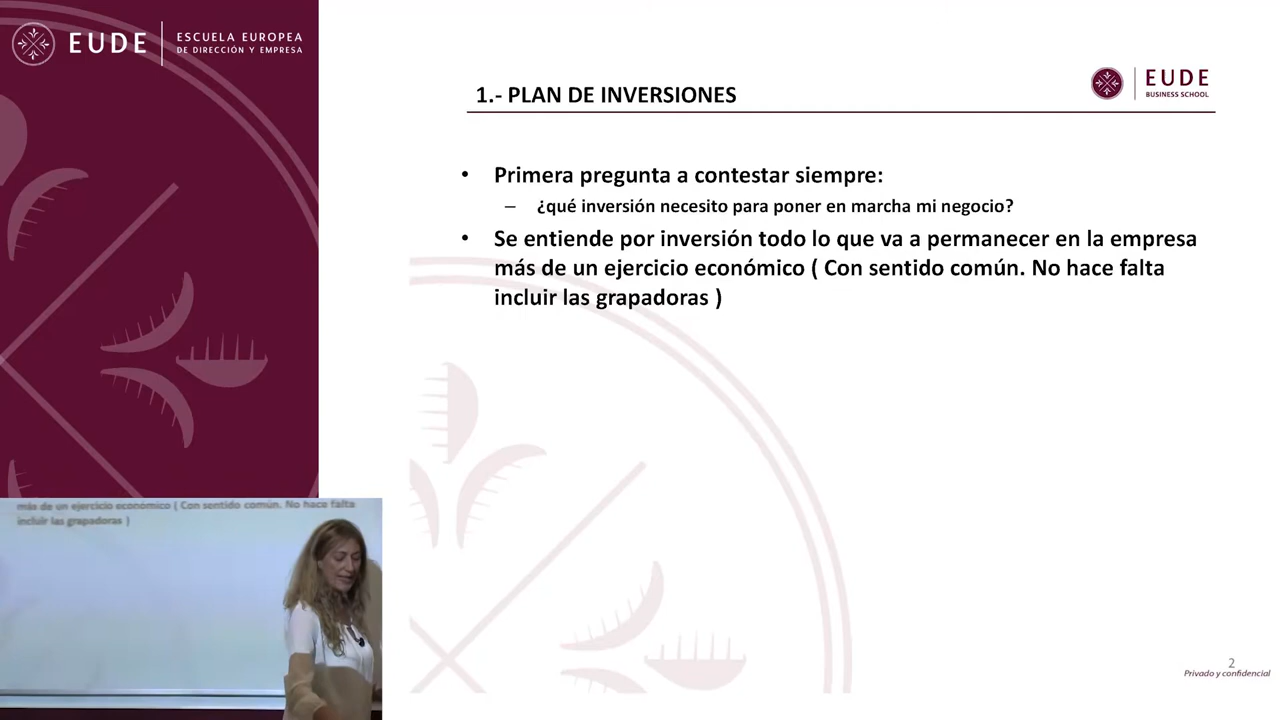 EUDE
ESCUELA EUROPEA
DE DIRECCIÓN Y EMPRESA
1.- PLAN DE INVERSIONES
EUDE
BUSINESS SCHOOL
• Primera pregunta a contestar siempre:
– ¿qué inversión necesito para poner en marcha mi negocio?
• Se entiende por inversión todo lo que va a permanecer en la empresa
más de un ejercicio económico ( Con sentido común. No hace falta
incluir las grapadoras )
más de un ejercicio económico ( Con sentido común. No hace falta
incluir las grapadoras )
2
Privado y confidencial